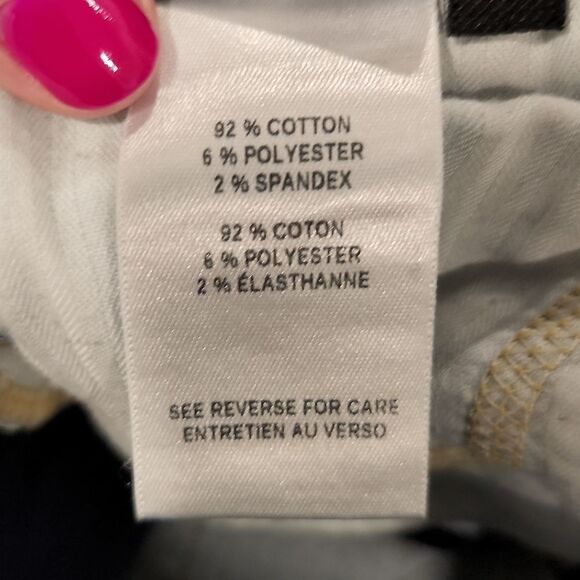 92 % COTTON
6 % POLYESTER
2 % SPANDEX
92 % COTON
6 % POLYESTER
2 % ÉLASTHANNE
SEE REVERSE FOR CARE
ENTRETIEN AU VERSO